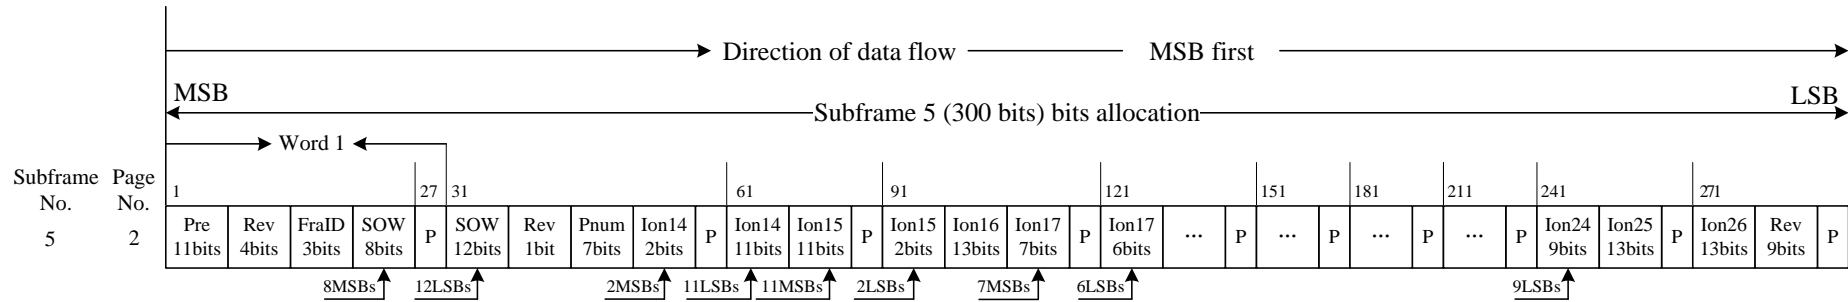 Direction of data flow MSB first
MSB LSB
Subframe 5 (300 bits) bits allocation
Word 1
Subframe No. Page No. 1 27 31 61 91 121 151 181 211 241 271
5 2 Pre 11bits Rev 4bits FraID 3bits SOW 8bits P SOW 12bits Rev 1bit Pnum 7bits Ion14 2bits P Ion14 11bits Ion15 11bits P Ion15 2bits Ion16 13bits Ion17 7bits P Ion17 6bits ... P ... P ... P ... P Ion24 9bits Ion25 13bits P Ion26 13bits Rev 9bits P
8MSBs 12LSBs 2MSBs 11LSBs 11MSBs 2LSBs 7MSBs 6LSBs 9LSBs